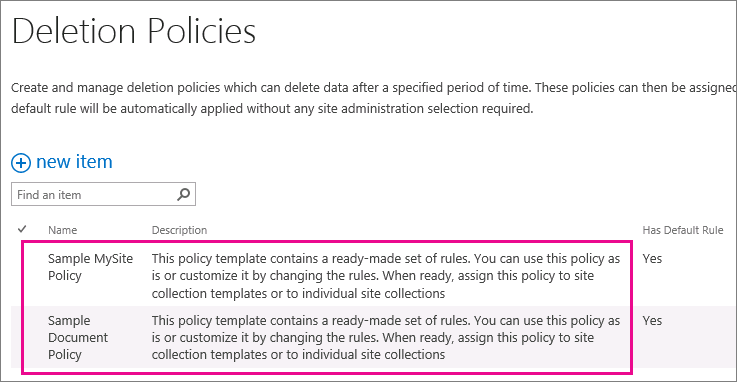 Deletion Policies
Create and manage deletion policies which can delete data after a specified period of time. These policies can then be assigned
default rule will be automatically applied without any site administration selection required.
new item
Find an item
Name Description Has Default Rule
Sample MySite This policy template contains a ready-made set of rules. You can use this policy as Yes
Policy is or customize it by changing the rules. When ready, assign this policy to site
collection templates or to individual site collections
Sample This policy template contains a ready-made set of rules. You can use this policy as Yes
Document is or customize it by changing the rules. When ready, assign this policy to site
Policy collection templates or to individual site collections